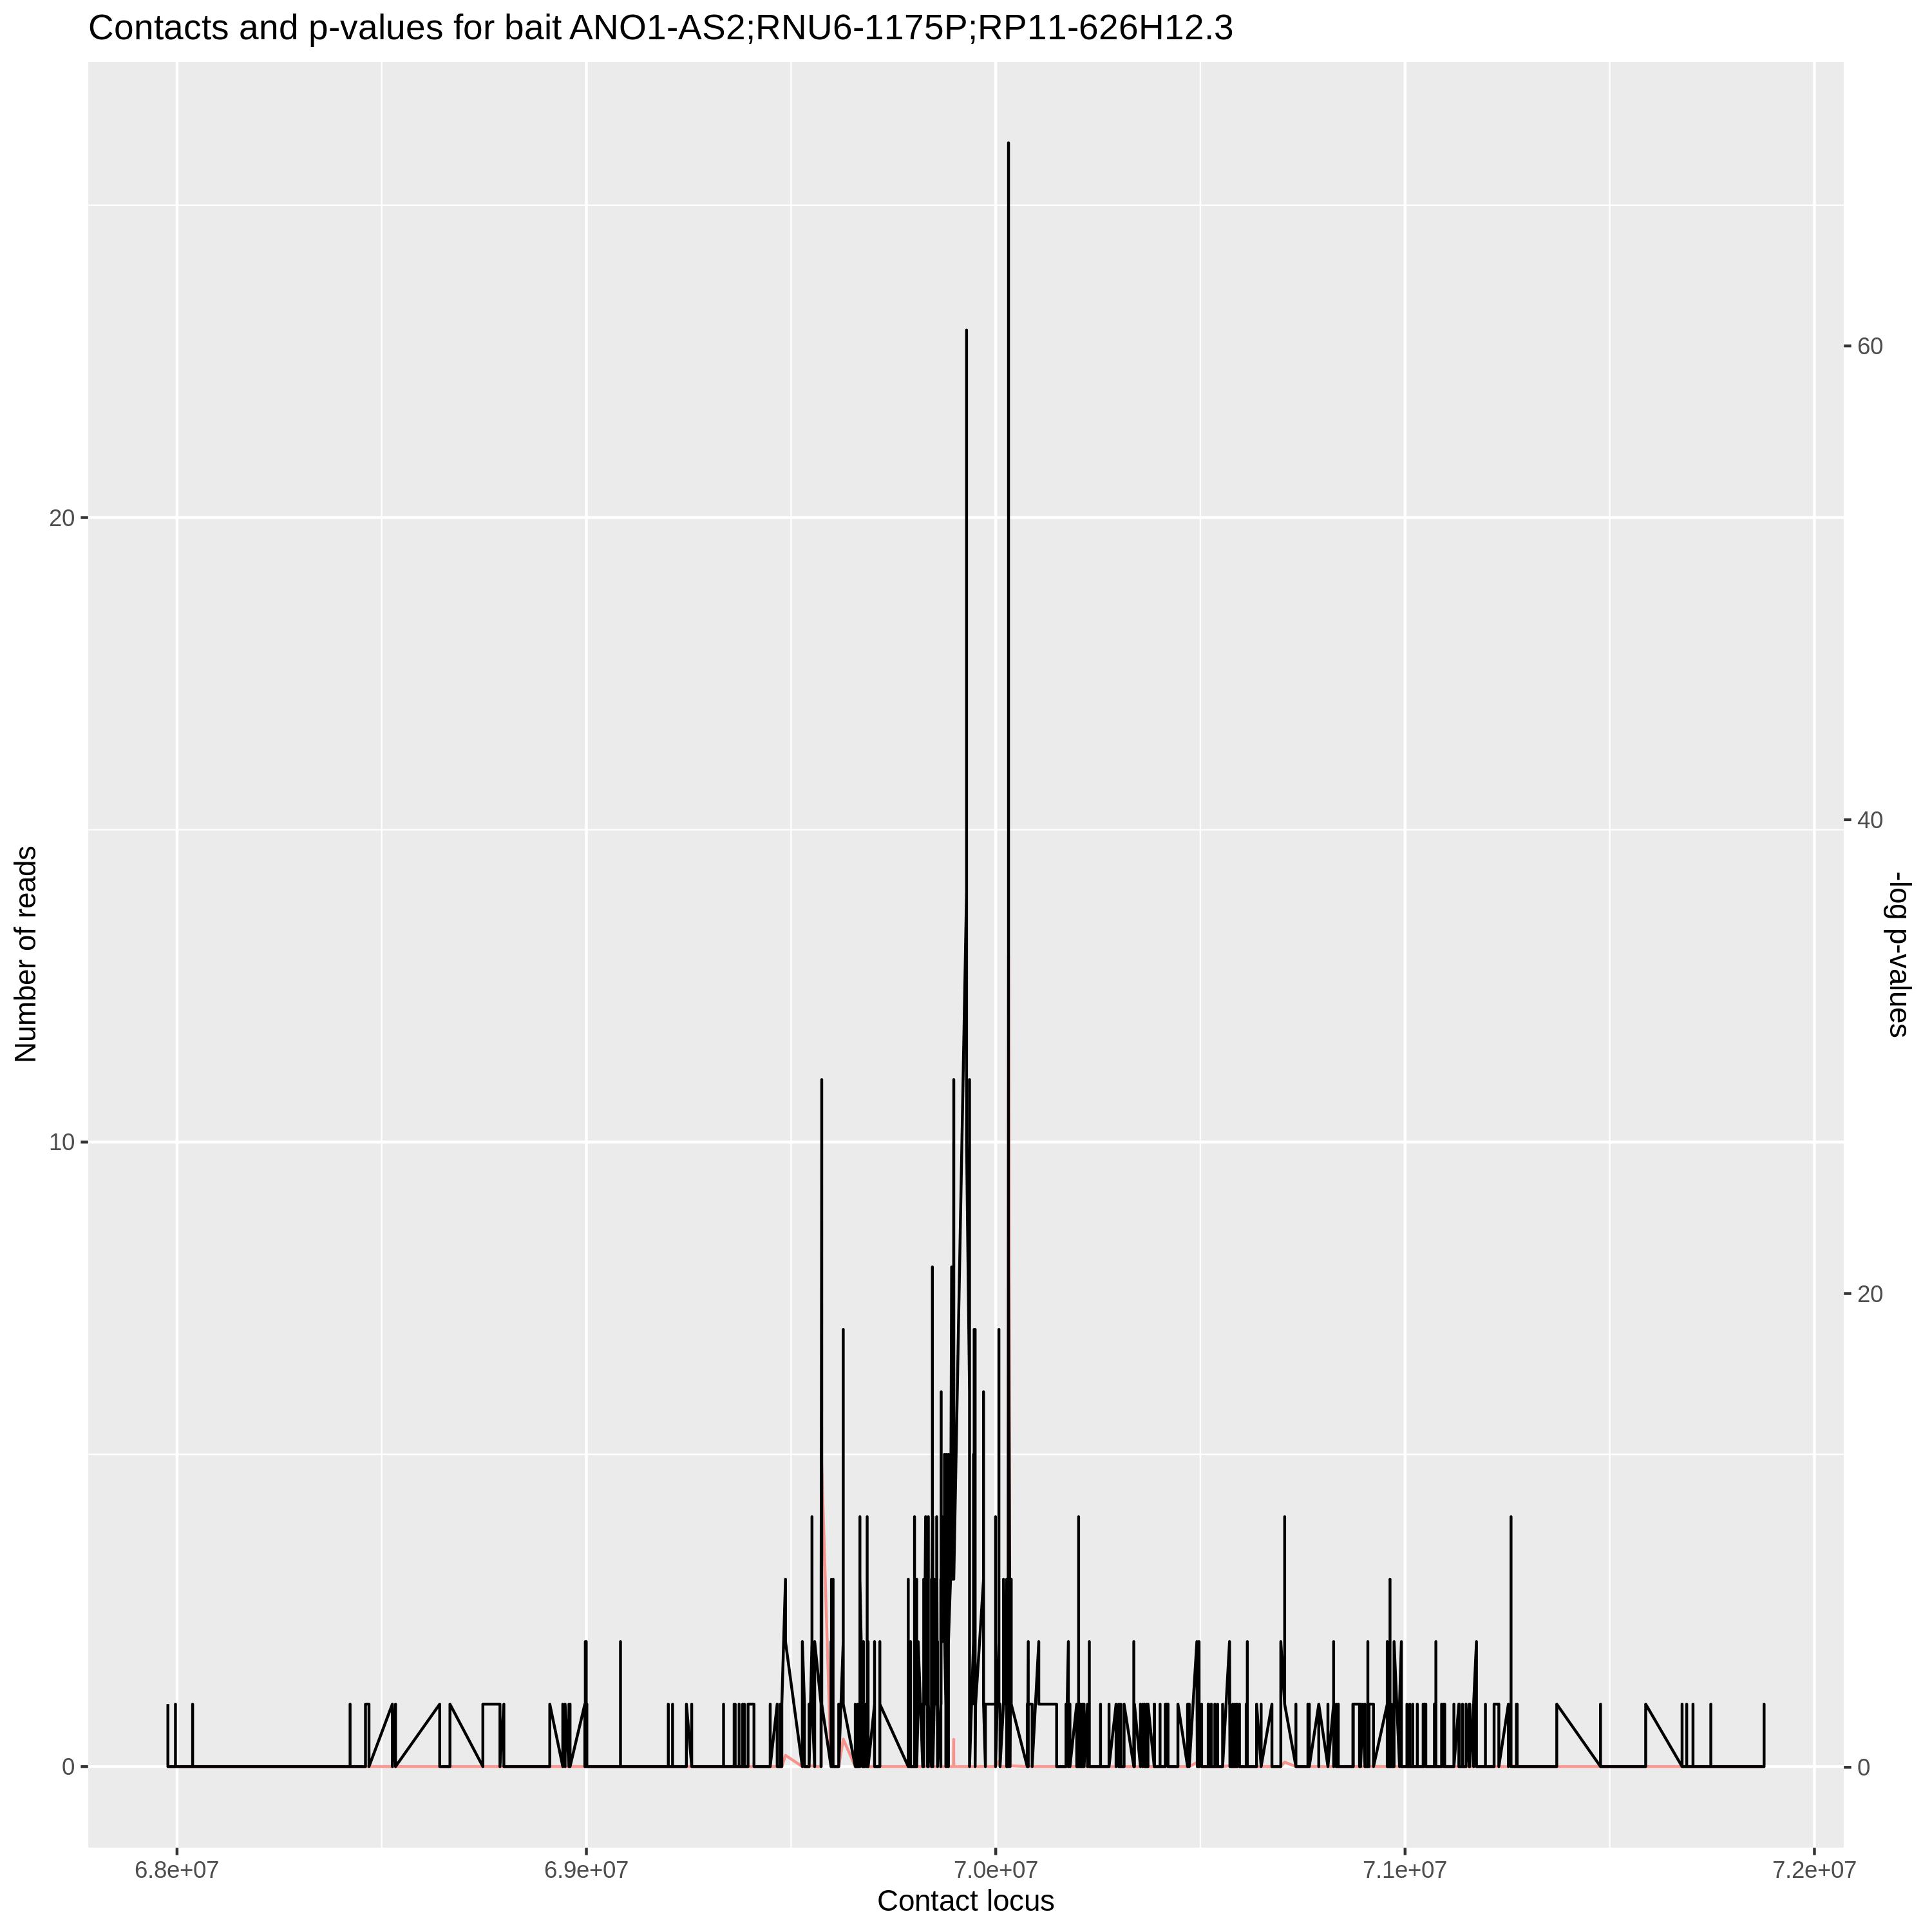 Contacts and p-values for bait ANO1-AS2;RNU6-1175P;RP11-626H12.3
Number of reads
20
10
0
60
40
20
0
-log p-values
6.8e+07
6.9e+07
7.0e+07
7.1e+07
7.2e+07
Contact locus